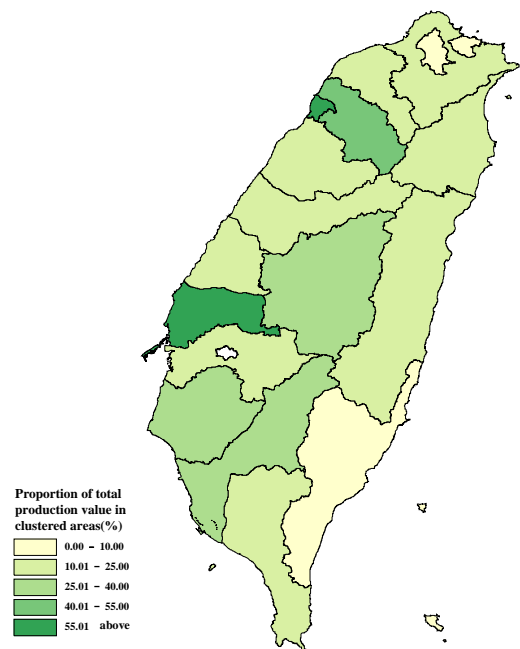 Proportion of total
production value in
clustered areas(%)
0.00 - 10.00
10.01 - 25.00
25.01 - 40.00
40.01 - 55.00
55.01 above